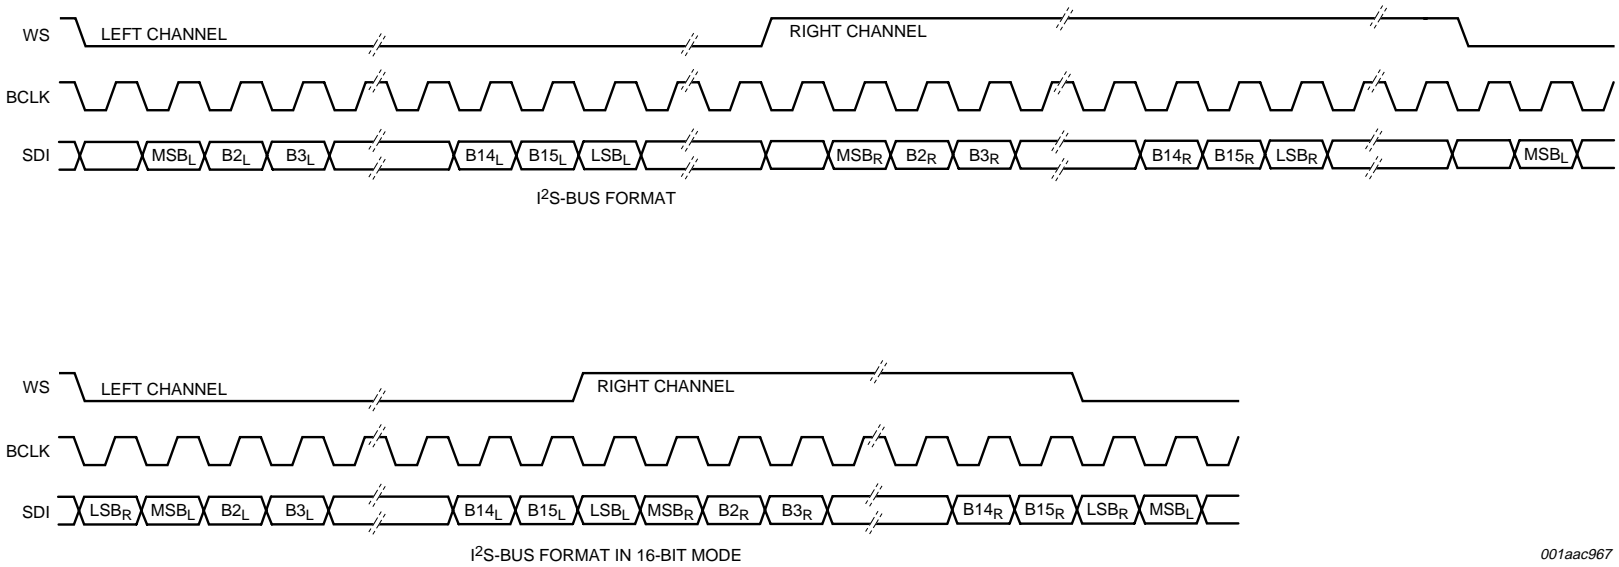 WS LEFT CHANNEL RIGHT CHANNEL
BCLK
SDI MSBL B2L B3L B14L B15L LSBL MSBR B2R B3R B14R B15R LSBR MSBL
I2S-BUS FORMAT
WS LEFT CHANNEL RIGHT CHANNEL
BCLK
SDI LSBR MSBL B2L B3L B14L B15L LSBL MSBR B2R B3R B14R B15R LSBR MSBL
I2S-BUS FORMAT IN 16-BIT MODE
001aac967